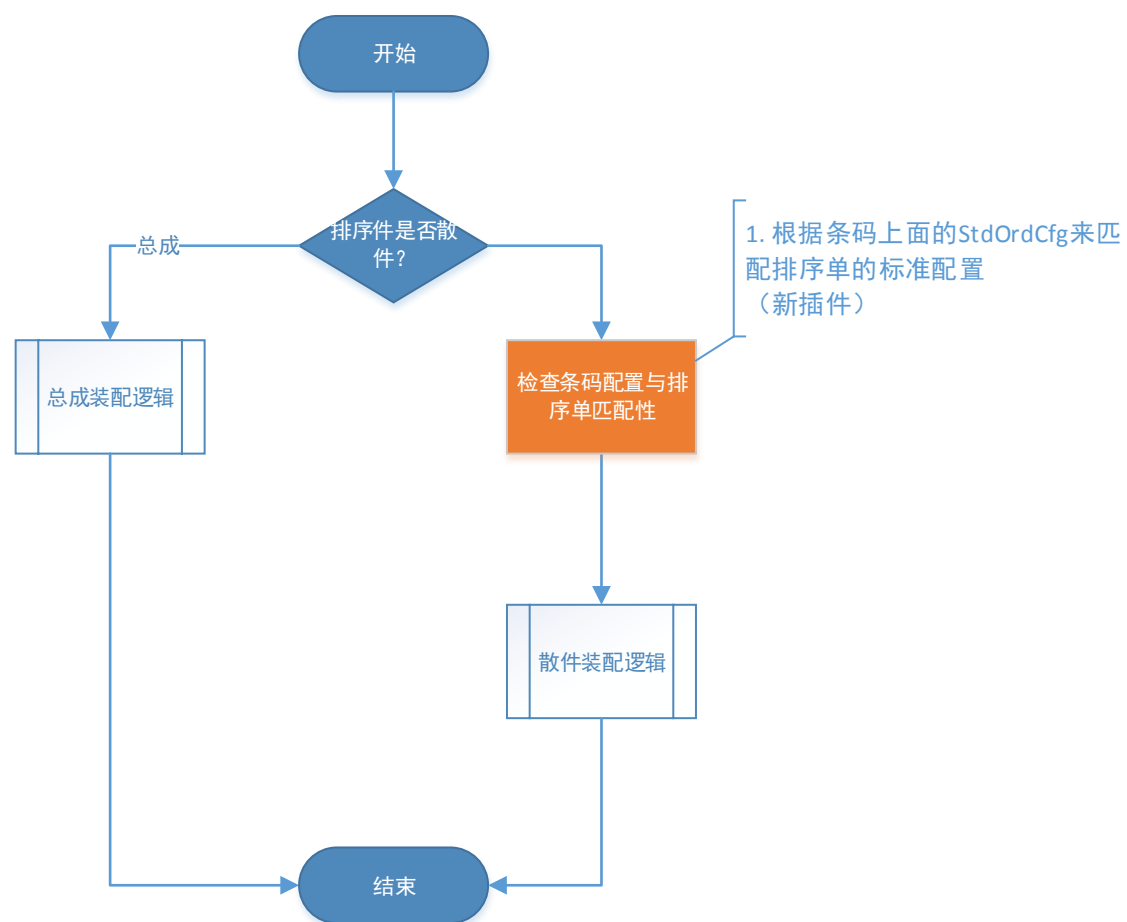 开始
排序件是否散
件？
总成
1. 根据条码上面的StdOrdCfg来匹
配排序单的标准配置
（新插件）
总成装配逻辑
检查条码配置与排
序单匹配性
散件装配逻辑
结束